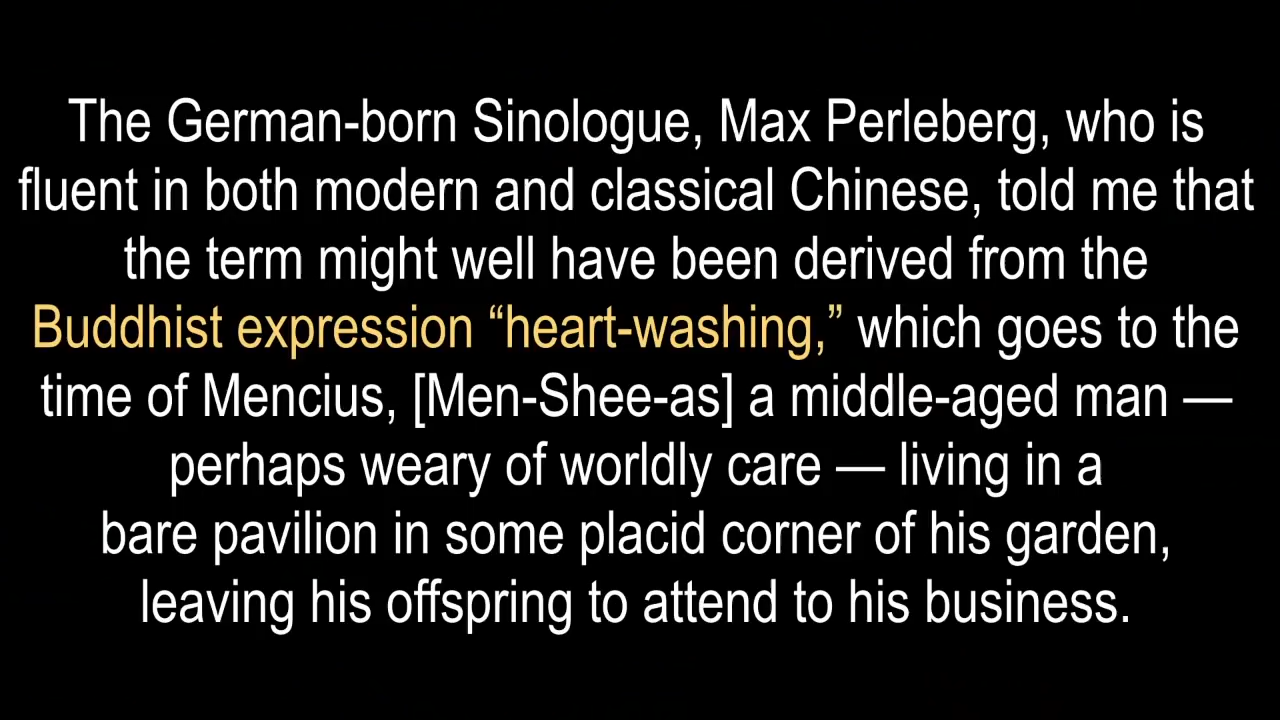 The German-born Sinologue, Max Perleberg, who is
fluent in both modern and classical Chinese, told me that
the term might well have been derived from the
Buddhist expression “heart-washing,” which goes to the
time of Mencius, [Men-Shee-as] a middle-aged man —
perhaps weary of worldly care — living in a
bare pavilion in some placid corner of his garden,
leaving his offspring to attend to his business.